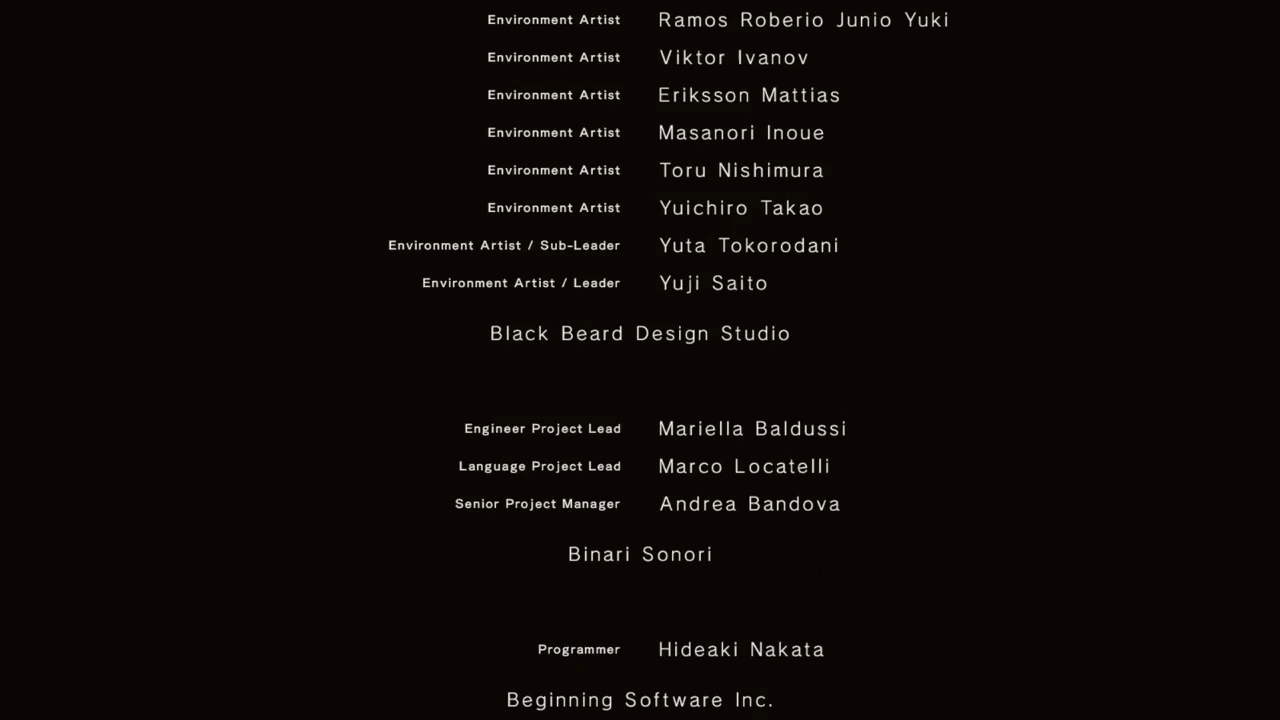 Environment Artist Ramos Roberio Junio Yuki
Environment Artist Viktor Ivanov
Environment Artist Eriksson Mattias
Environment Artist Masanori Inoue
Environment Artist Toru Nishimura
Environment Artist Yuichiro Takao
Environment Artist / Sub-Leader Yuta Tokorodani
Environment Artist / Leader Yuji Saito
Black Beard Design Studio
Engineer Project Lead Mariella Baldussi
Language Project Lead Marco Locatelli
Senior Project Manager Andrea Bandova
Binari Sonori
Programmer Hideaki Nakata
Beginning Software Inc.